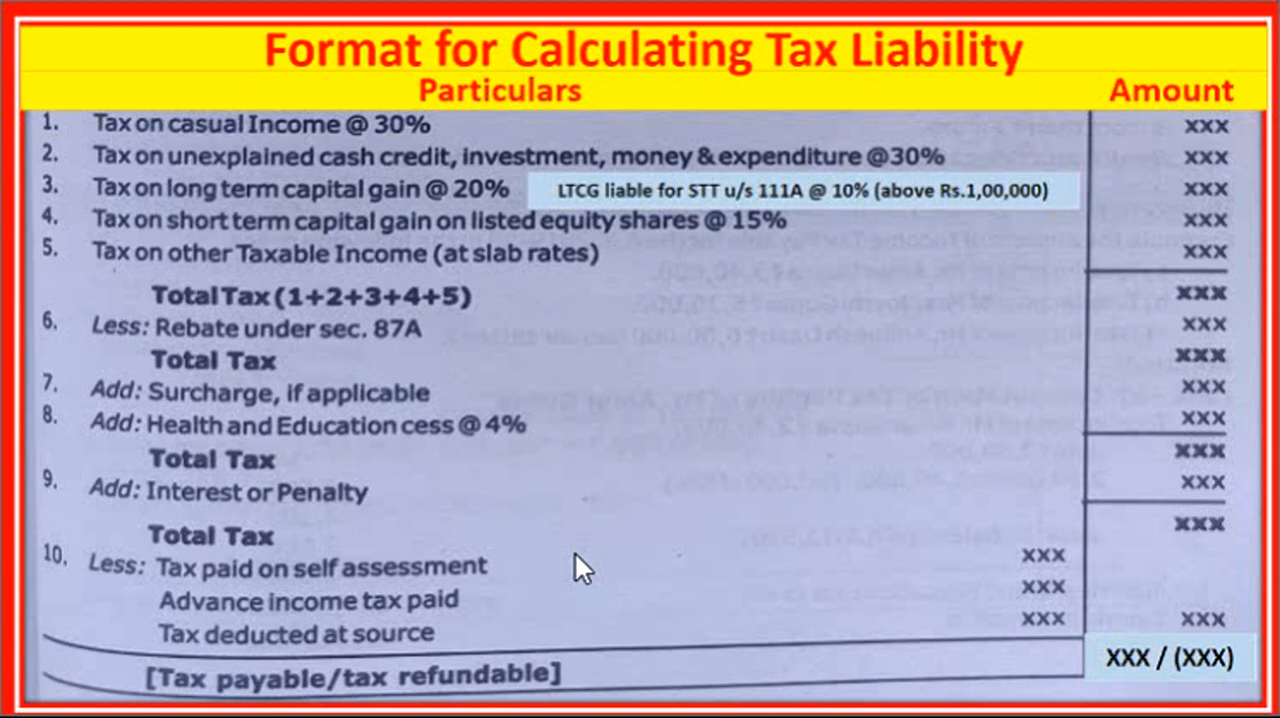 Format for Calculating Tax Liability
Particulars Amount
1. Tax on casual Income @ 30% xxx
2. Tax on unexplained cash credit, investment, money & expenditure @30% xxx
3. Tax on long term capital gain @ 20% LTCG liable for STT u/s 111A @ 10% (above Rs.1,00,000) xxx
4. Tax on short term capital gain on listed equity shares @ 15% xxx
5. Tax on other Taxable Income (at slab rates) xxx
Total Tax (1+2+3+4+5) xxx
6. Less: Rebate under sec. 87A xxx
Total Tax xxx
7. Add: Surcharge, if applicable xxx
8. Add: Health and Education cess @ 4% xxx
Total Tax xxx
9. Add: Interest or Penalty xxx
Total Tax xxx
10. Less: Tax paid on self assessment xxx
Advance income tax paid xxx
Tax deducted at source xxx xxx
[Tax payable/tax refundable] XXX / (XXX)